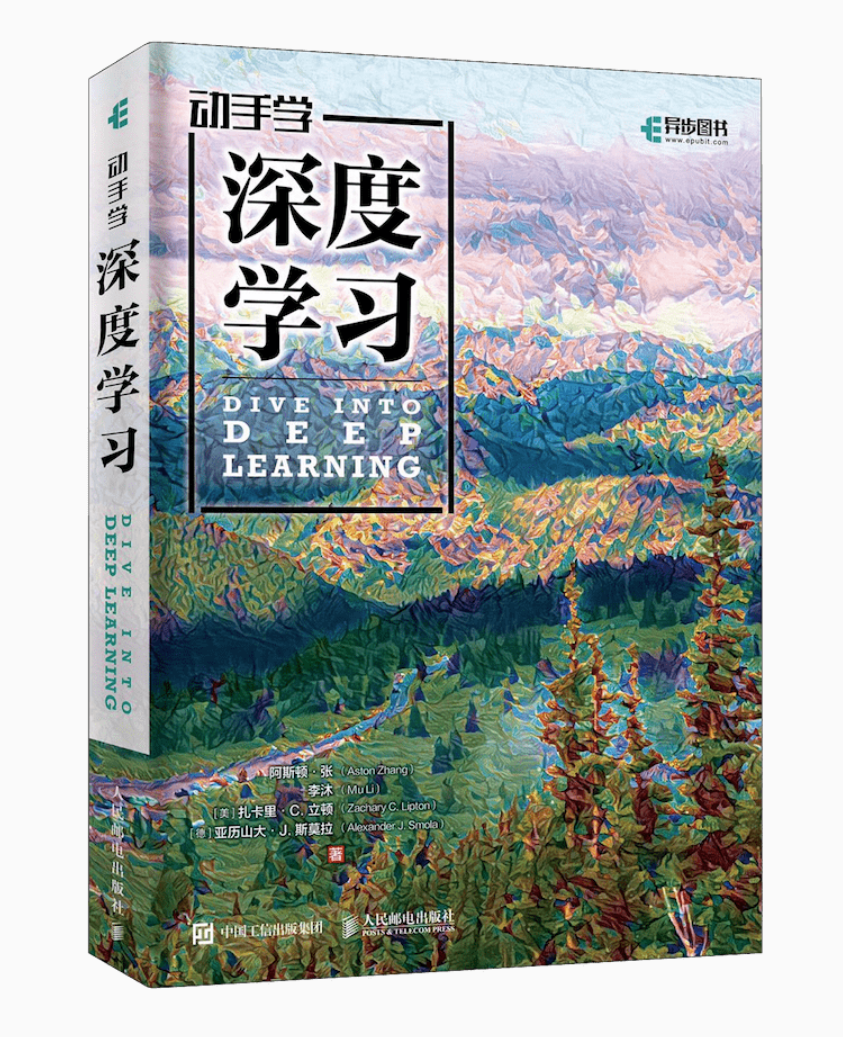 动手学
深度
学习
DIVE INTO
DEEP
LEARNING
异步图书
www.epubit.com
阿斯顿·张(Aston Zhang)
李沐(Mu Li)
[美]扎卡里·C. 立顿(Zachary C. Lipton)
[德]亚历山大·J. 斯莫拉(Alexander J. Smola)
著
中国工信出版集团
人民邮电出版社
POSTS & TELECOM PRESS
动手学
深度学习
DIVE INTO
DEEP LEARNING
人民邮电出版社